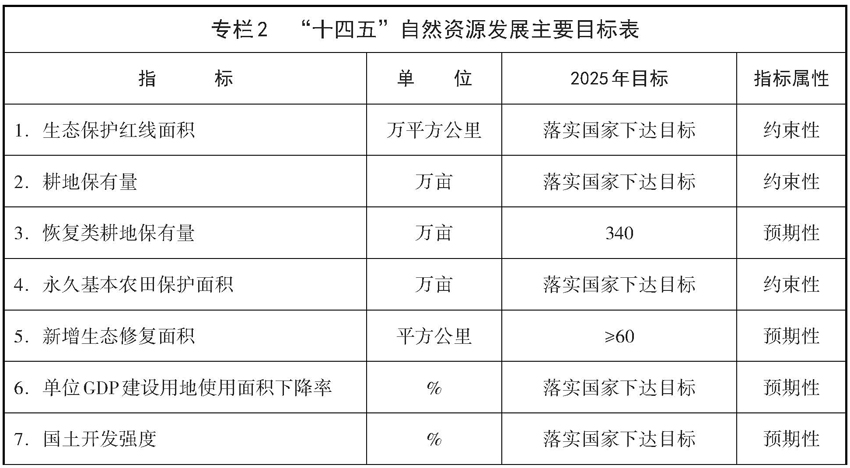 专栏2 “十四五”自然资源发展主要目标表
指 标 单 位 2025年目标 指标属性
1. 生态保护红线面积 万平方公里 落实国家下达目标 约束性
2. 耕地保有量 万亩 落实国家下达目标 约束性
3. 恢复类耕地保有量 万亩 340 预期性
4. 永久基本农田保护面积 万亩 落实国家下达目标 约束性
5. 新增生态修复面积 平方公里 ≥60 预期性
6. 单位GDP建设用地使用面积下降率 % 落实国家下达目标 预期性
7. 国土开发强度 % 落实国家下达目标 预期性